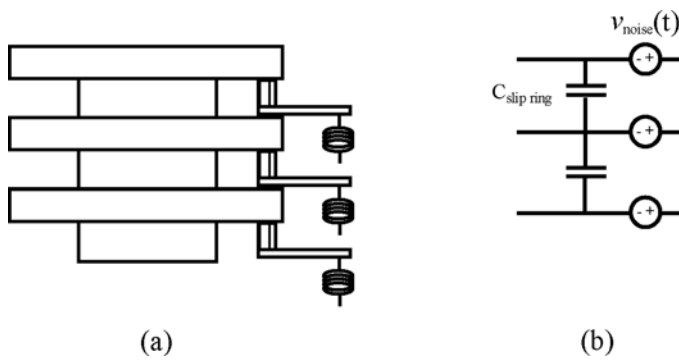 v_noise(t)
- +
C_slip ring
- +
- +
(a)
(b)